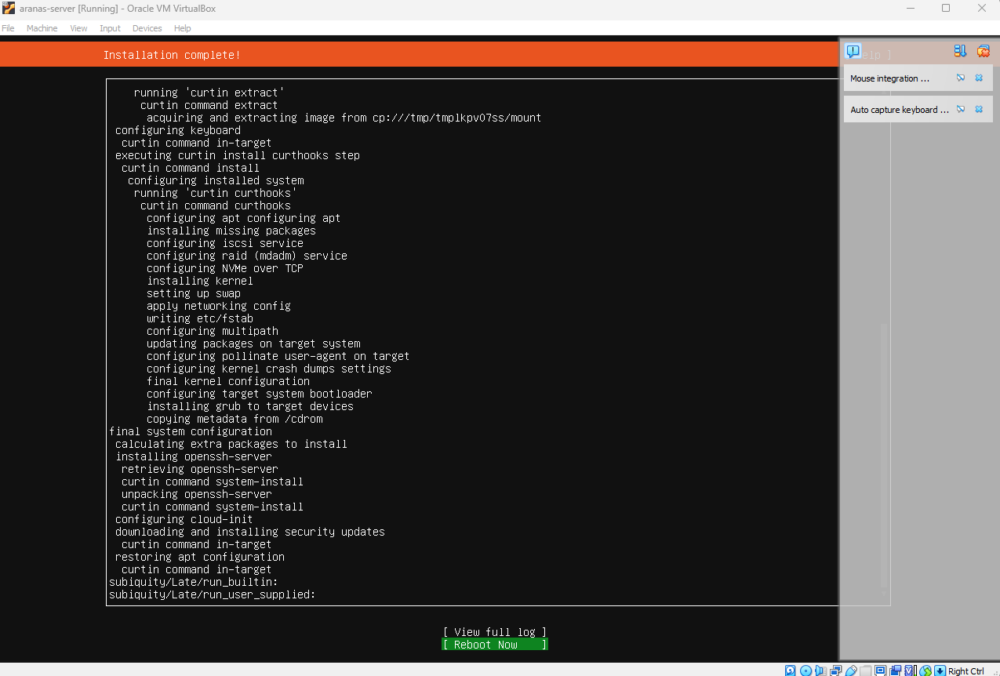 aranas-server [Running] - Oracle VM VirtualBox
File Machine View Input Devices Help
Installation complete!
elp ]
Mouse integration ...
Auto capture keyboard ...
running 'curtin extract'
curtin command extract
acquiring and extracting image from cp:///tmp/tmplkpv07ss/mount
configuring keyboard
curtin command in-target
executing curtin install curthooks step
curtin command install
configuring installed system
running 'curtin curthooks'
curtin command curthooks
configuring apt configuring apt
installing missing packages
configuring iscsi service
configuring raid (mdadm) service
configuring NVMe over TCP
installing kernel
setting up swap
apply networking config
writing etc/fstab
configuring multipath
updating packages on target system
configuring pollinate user-agent on target
configuring kernel crash dumps settings
final kernel configuration
configuring target system bootloader
installing grub to target devices
copying metadata from /cdrom
final system configuration
calculating extra packages to install
installing openssh-server
retrieving openssh-server
curtin command system-install
unpacking openssh-server
curtin command system-install
configuring cloud-init
downloading and installing security updates
curtin command in-target
restoring apt configuration
curtin command in-target
subiquity/Late/run_builtin:
subiquity/Late/run_user_supplied:
[ View full log ]
[ Reboot Now ]
Right Ctrl